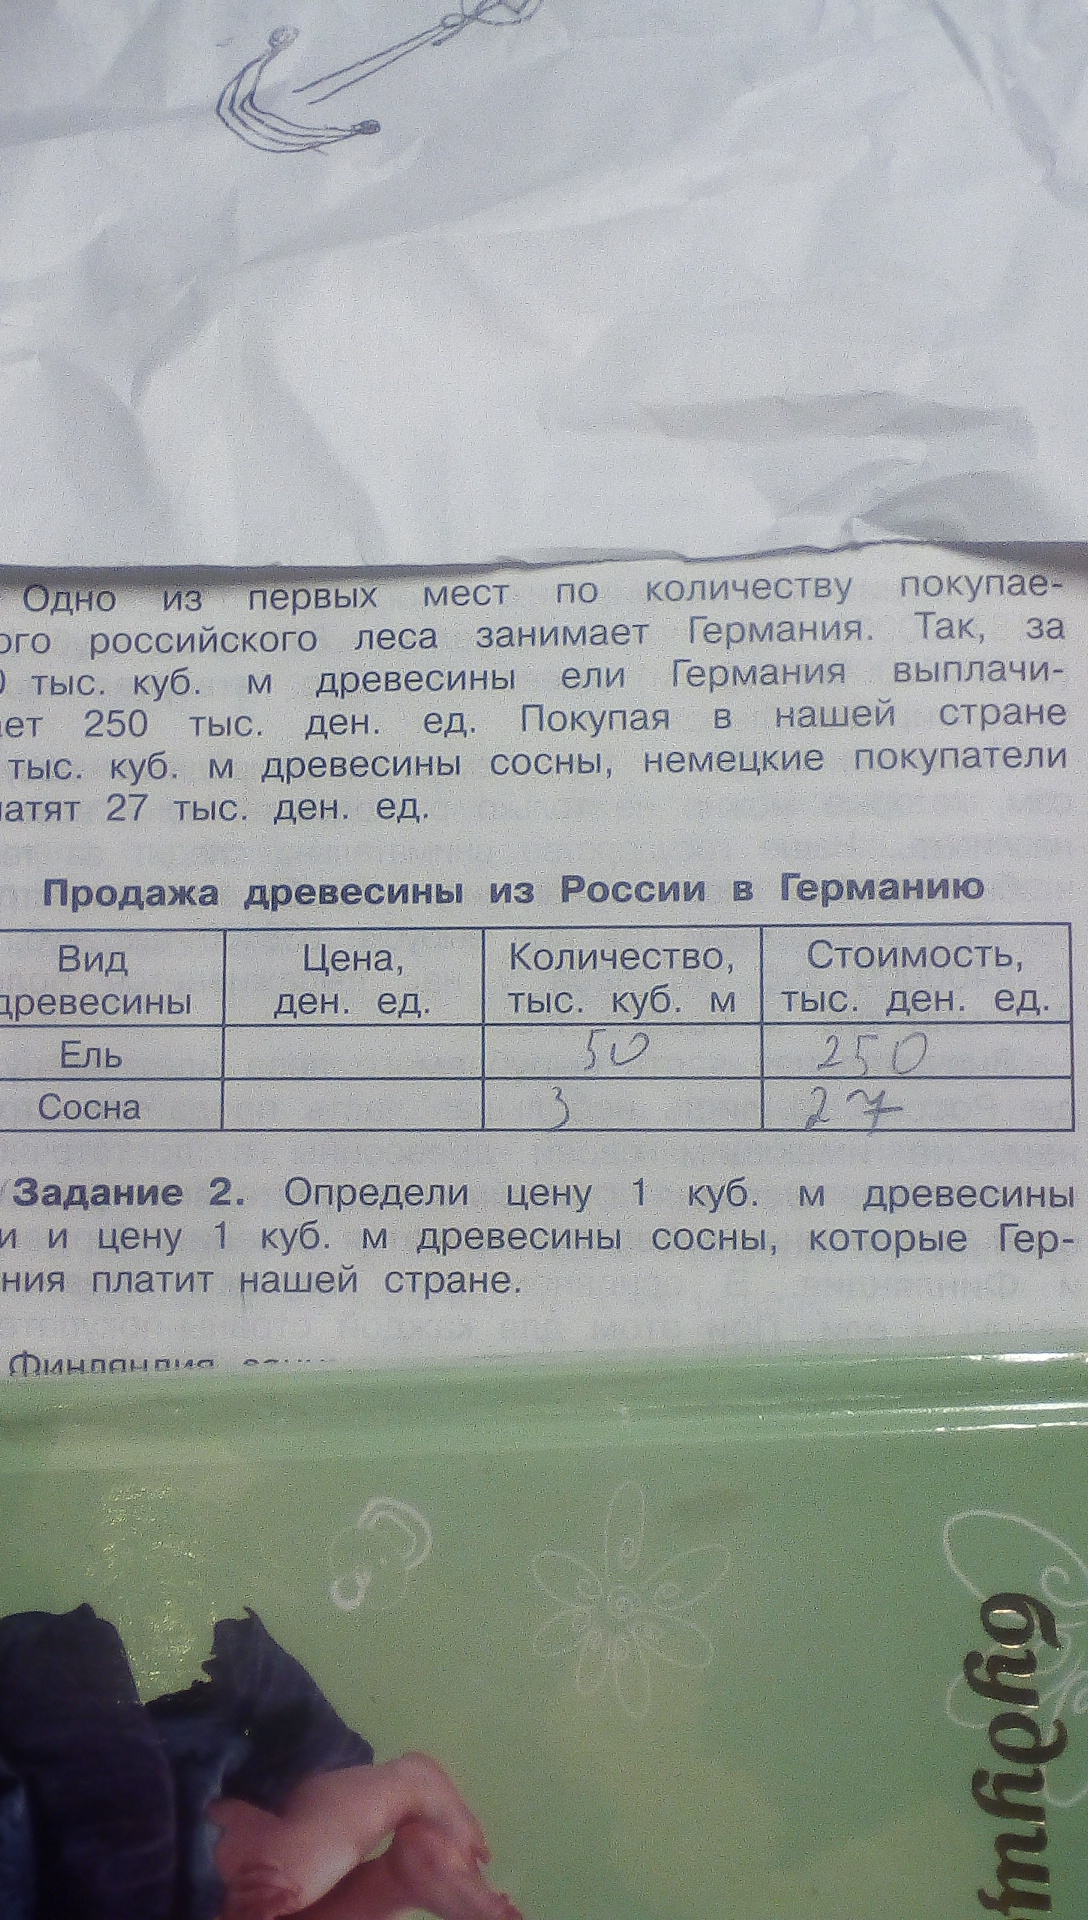 Одно из первых мест по количеству покупае-
ого российского леса занимает Германия. Так, за
0 тыс. куб. м древесины ели Германия выплачи-
ает 250 тыс. ден. ед. Покупая в нашей стране
тыс. куб. м древесины сосны, немецкие покупатели
латят 27 тыс. ден. ед.
Продажа древесины из России в Германию
Вид древесины Цена, ден. ед. Количество, тыс. куб. м Стоимость, тыс. ден. ед.
Ель 50 250
Сосна 3 27
Задание 2. Определи цену 1 куб. м древесины
и и цену 1 куб. м древесины сосны, которые Гер-
ния платит нашей стране.
Финляндия